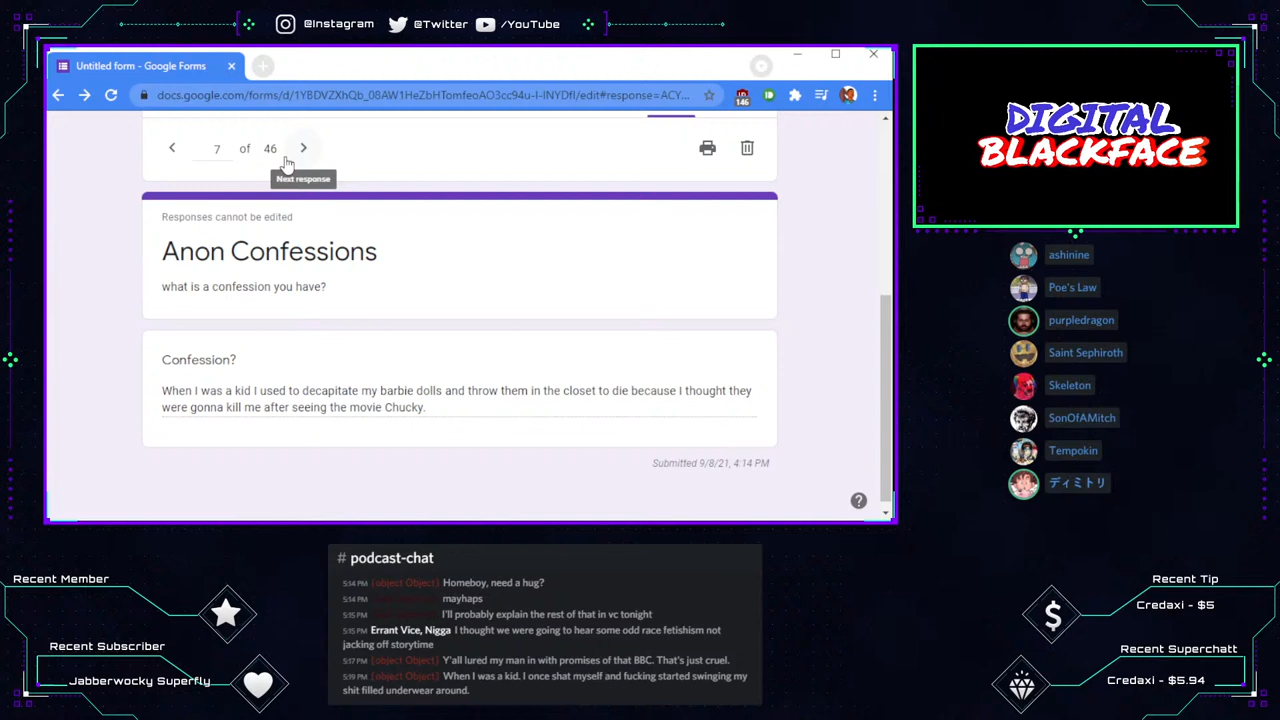 @Instagram @Twitter /YouTube
Untitled form - Google Forms
docs.google.com/forms/d/1YBDVZXhQb_08AW1HeZbHTomfeoAO3cc94u-I-INYDfI/edit#response=ACY...
146
7 of 46
Next response
Responses cannot be edited
Anon Confessions
what is a confession you have?
Confession?
When I was a kid I used to decapitate my barbie dolls and throw them in the closet to die because I thought they
were gonna kill me after seeing the movie Chucky.
Submitted 9/8/21, 4:14 PM
DIGITAL
BLACKFACE
ashinine
Poe's Law
purpledragon
Saint Sephiroth
Skeleton
SonOfAMitch
Tempokin
ディミトリ
# podcast-chat
5:14 PM [object Object] Homeboy, need a hug?
5:14 PM mayhaps
5:15 PM I'll probably explain the rest of that in vc tonight
5:15 PM Errant Vice, Nigga I thought we were going to hear some odd race fetishism not
jacking off storytime
5:17 PM [object Object] Y'all lured my man in with promises of that BBC. That's just cruel.
5:19 PM [object Object] When I was a kid. I once shat myself and fucking started swinging my
shit filled underwear around.
Recent Member
Recent Subscriber
Jabberwocky Superfly
Recent Tip
Credaxi - $5
Recent Superchatt
Credaxi - $5.94